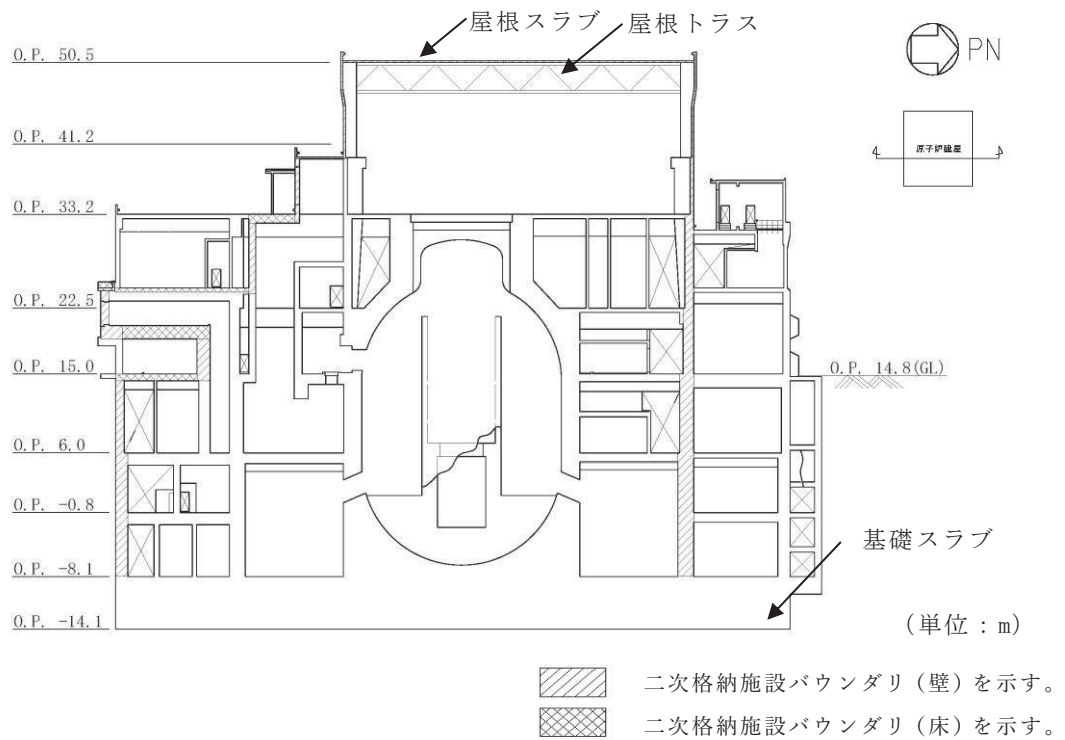 屋根スラブ
屋根トラス
PN
O.P. 50.5
O.P. 41.2
原子炉建屋
O.P. 33.2
O.P. 22.5
O.P. 15.0
O.P. 14.8(GL)
O.P. 6.0
O.P. -0.8
基礎スラブ
O.P. -8.1
O.P. -14.1
(単位：m)
二次格納施設バウンダリ(壁)を示す。
二次格納施設バウンダリ(床)を示す。